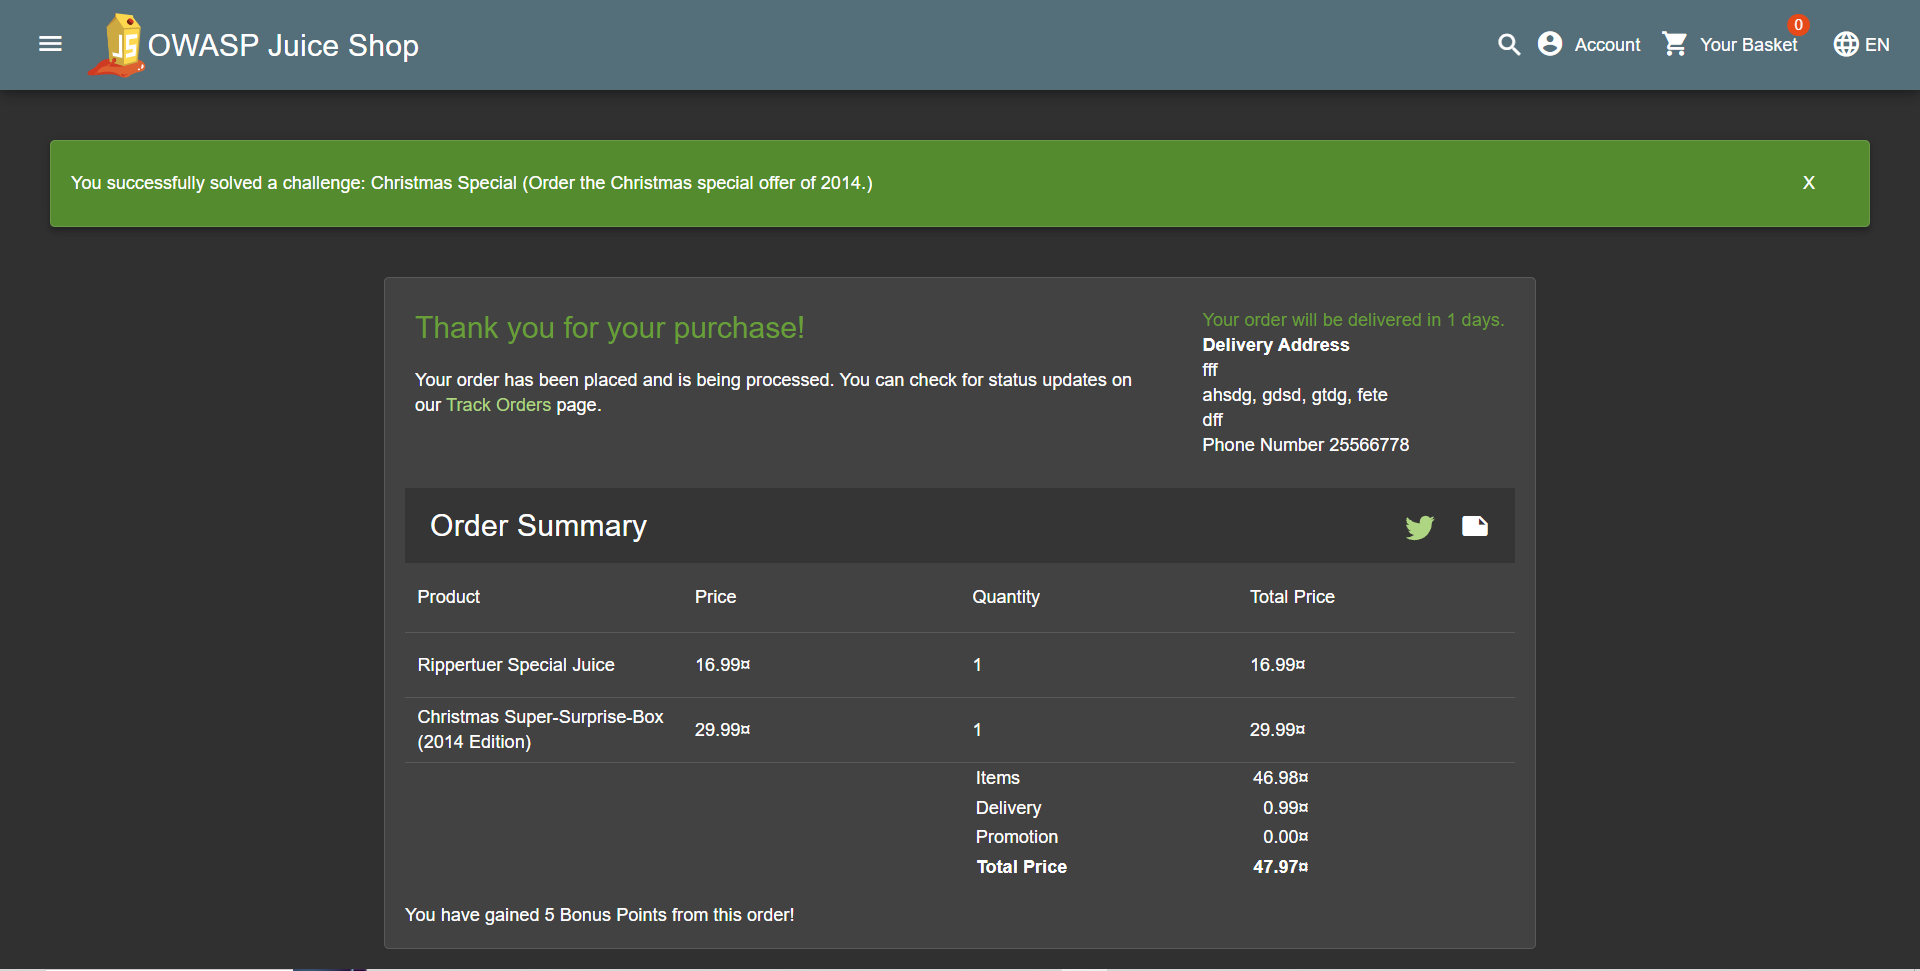 OWASP Juice Shop
Account
Your Basket
0
EN
You successfully solved a challenge: Christmas Special (Order the Christmas special offer of 2014.)
X
Thank you for your purchase!
Your order has been placed and is being processed. You can check for status updates on
our Track Orders page.
Your order will be delivered in 1 days.
Delivery Address
fff
ahsdg, gdsd, gtdg, fete
dff
Phone Number 25566778
Order Summary
Product Price Quantity Total Price
Rippertuer Special Juice 16.99¤ 1 16.99¤
Christmas Super-Surprise-Box
(2014 Edition) 29.99¤ 1 29.99¤
Items 46.98¤
Delivery 0.99¤
Promotion 0.00¤
Total Price 47.97¤
You have gained 5 Bonus Points from this order!